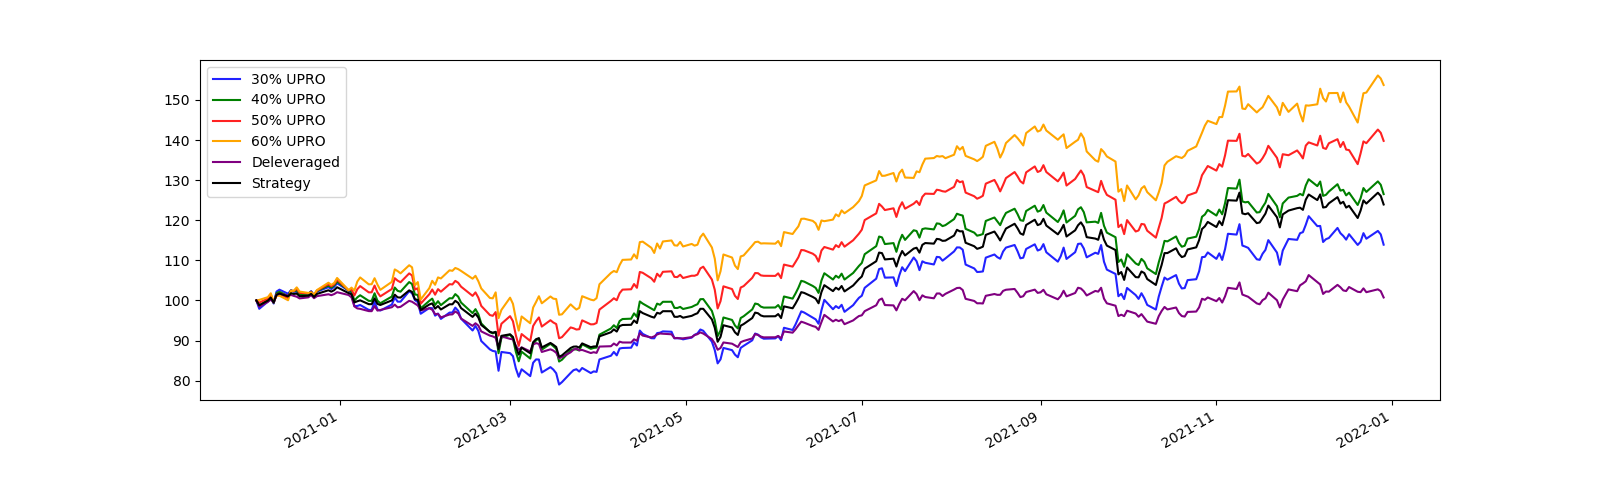 30% UPRO
40% UPRO
50% UPRO
60% UPRO
Deleveraged
Strategy
150
140
130
120
110
100
90
80
2021-01
2021-03
2021-05
2021-07
2021-09
2021-11
2022-01